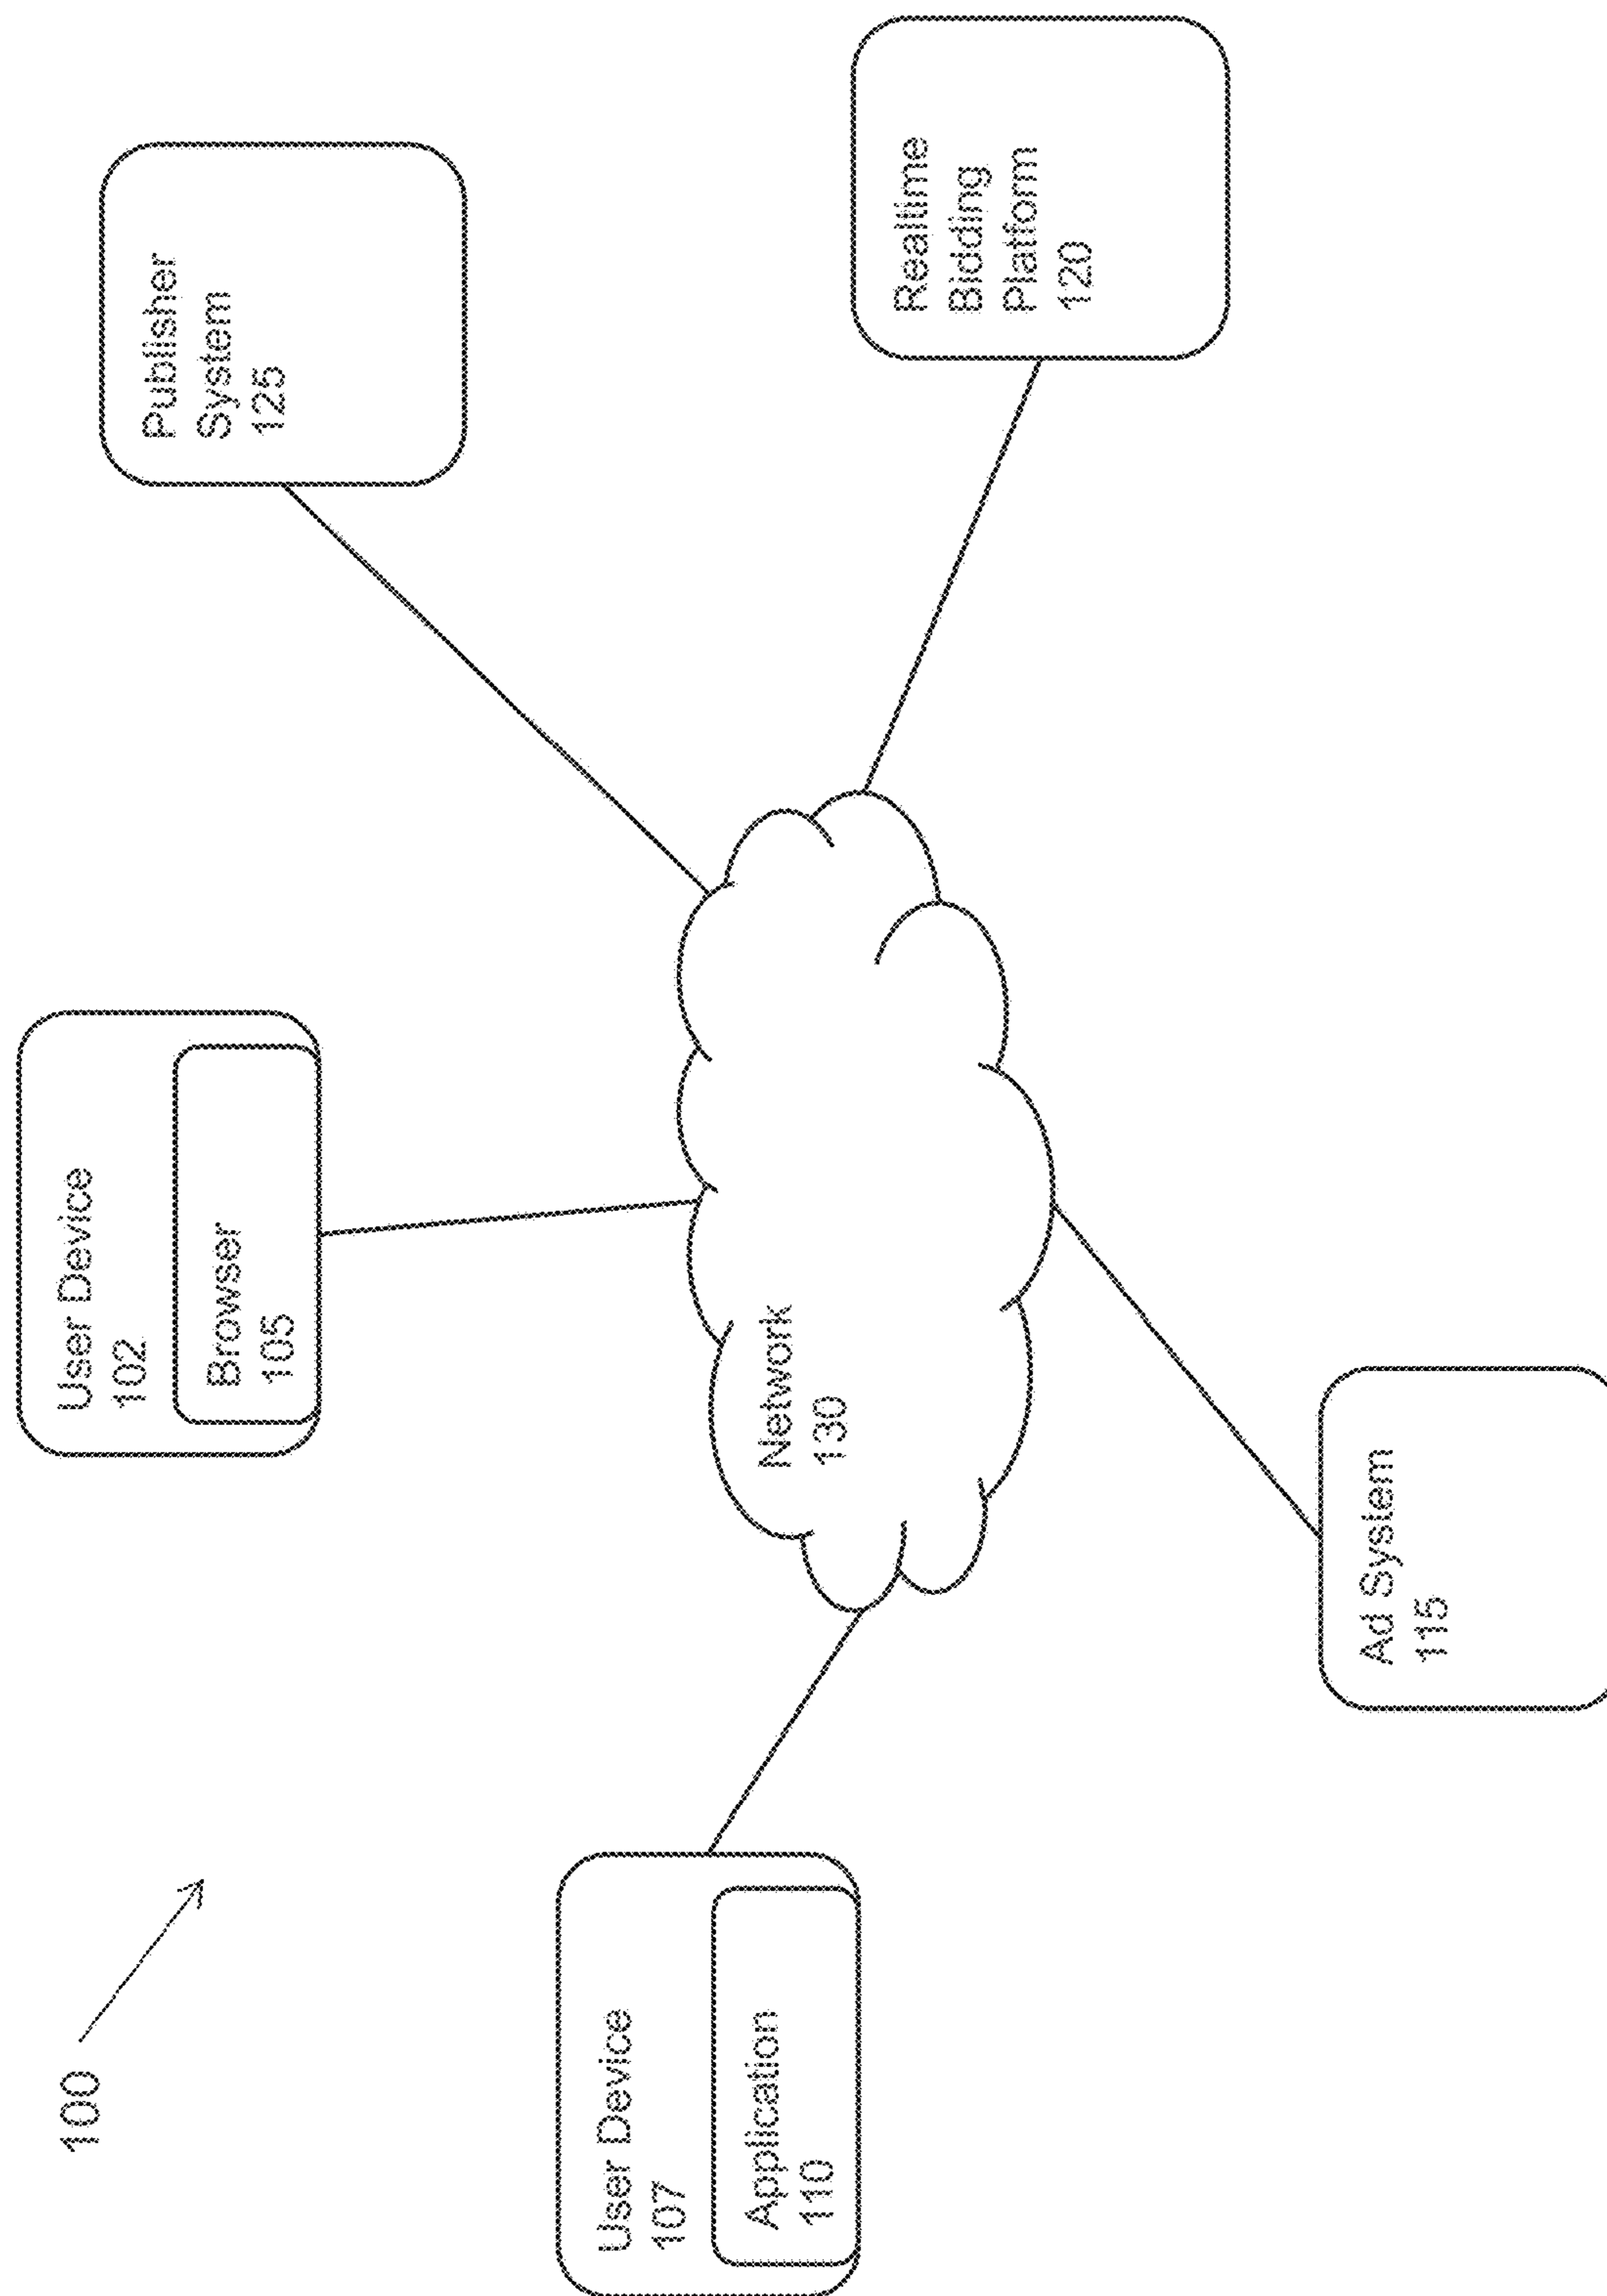 100
User Device
102
Browser
105
Publisher
System
125
User Device
107
Application
110
Network
130
Realtime
Bidding
Platform
120
Ad System
115